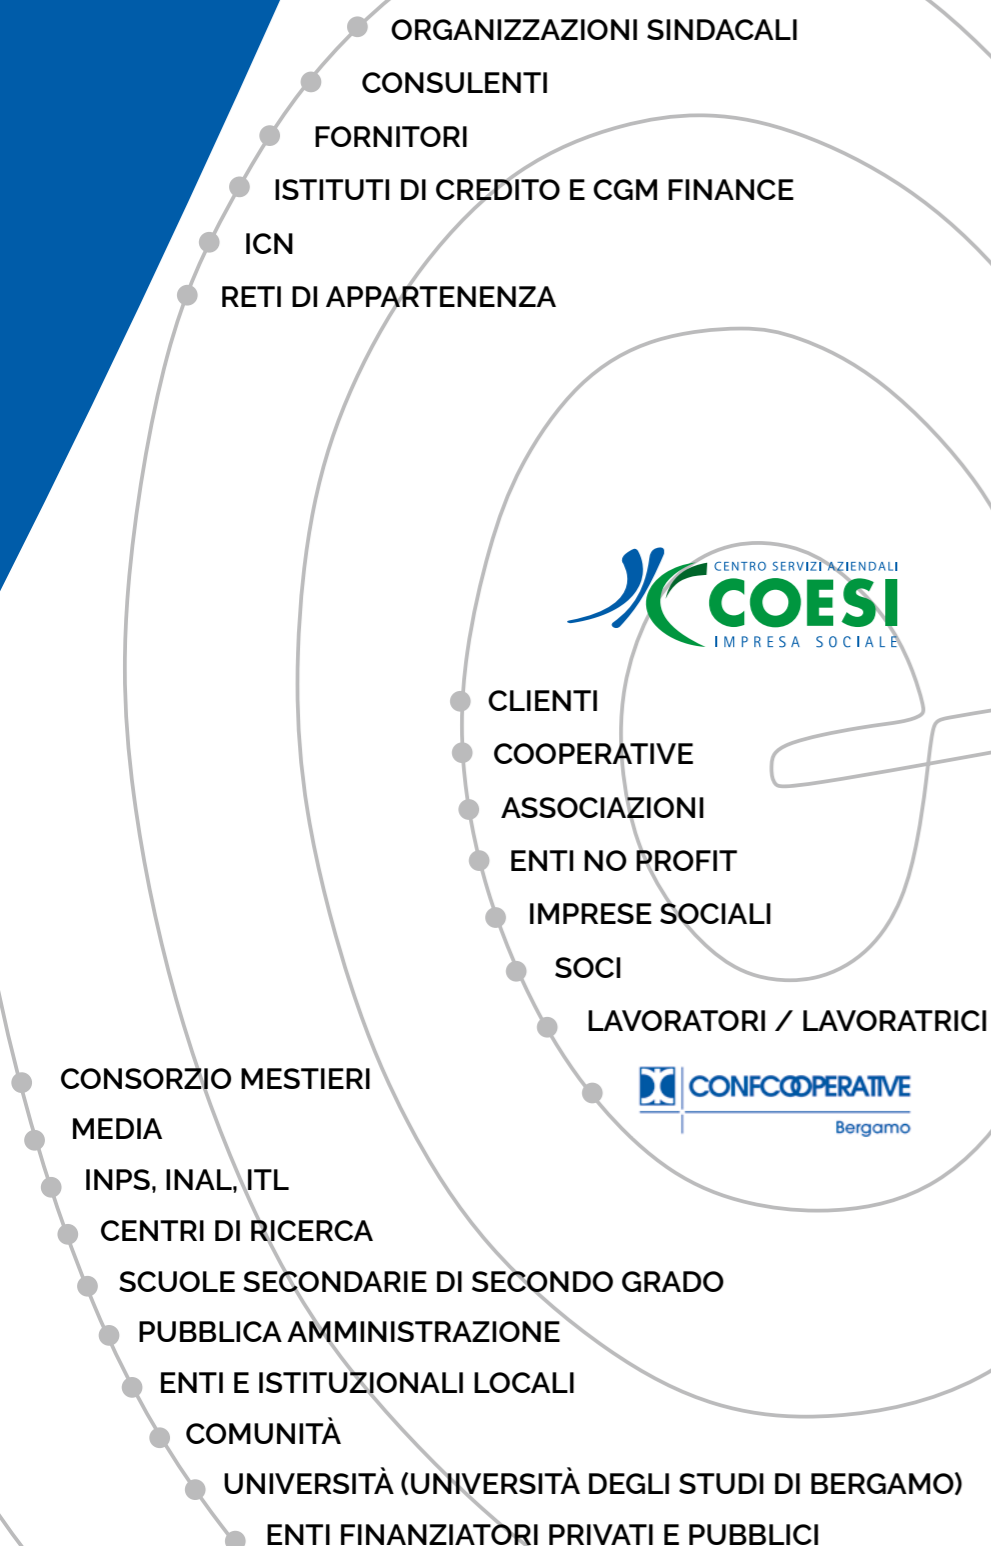 ORGANIZZAZIONI SINDACALI
CONSULENTI
FORNITORI
ISTITUTI DI CREDITO E CGM FINANCE
ICN
RETI DI APPARTENENZA
CENTRO SERVIZI AZIENDALI
COESI
IMPRESA SOCIALE
CLIENTI
COOPERATIVE
ASSOCIAZIONI
ENTI NO PROFIT
IMPRESE SOCIALI
SOCI
LAVORATORI / LAVORATRICI
CONFCOOPERATIVE
Bergamo
CONSORZIO MESTIERI
MEDIA
INPS, INAL, ITL
CENTRI DI RICERCA
SCUOLE SECONDARIE DI SECONDO GRADO
PUBBLICA AMMINISTRAZIONE
ENTI E ISTITUZIONALI LOCALI
COMUNITÀ
UNIVERSITÀ (UNIVERSITÀ DEGLI STUDI DI BERGAMO)
ENTI FINANZIATORI PRIVATI E PUBBLICI